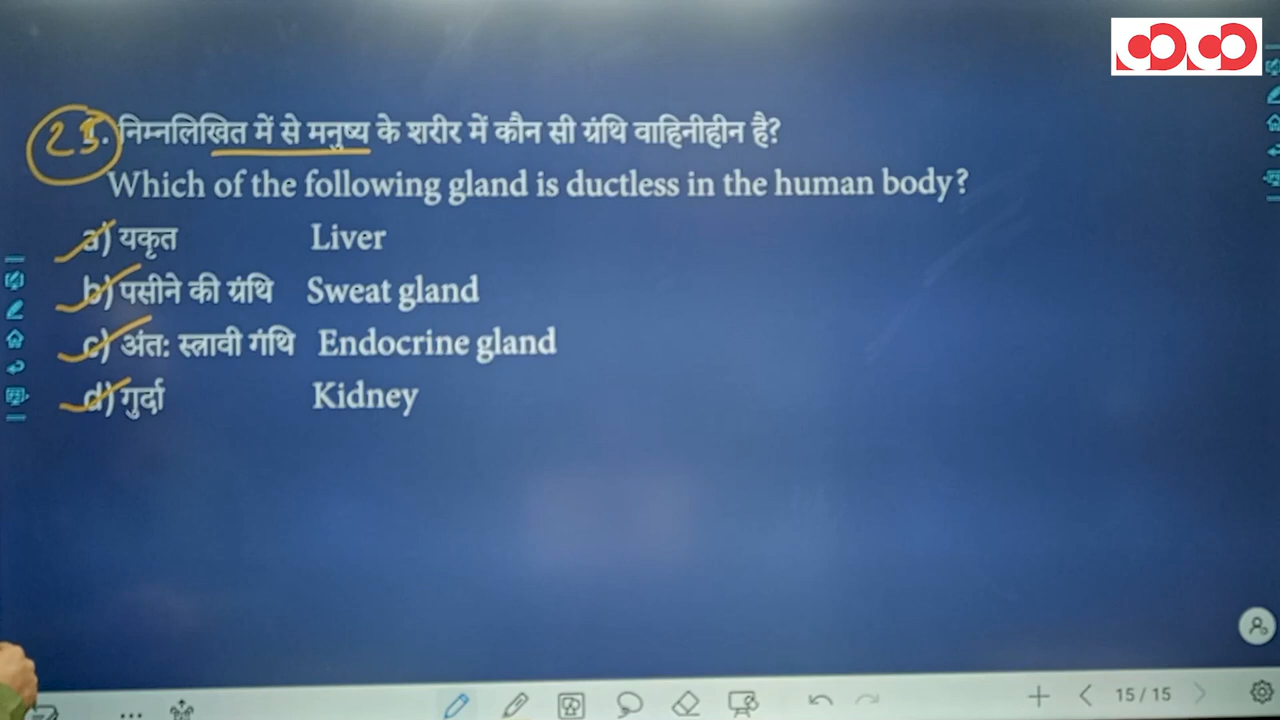 25. निम्नलिखित में से मनुष्य के शरीर में कौन सी ग्रंथि वाहिनीहीन है?
Which of the following gland is ductless in the human body?
a) यकृत Liver
b) पसीने की ग्रंथि Sweat gland
c) अंत: स्त्रावी गंथि Endocrine gland
d) गुर्दा Kidney
15 / 15